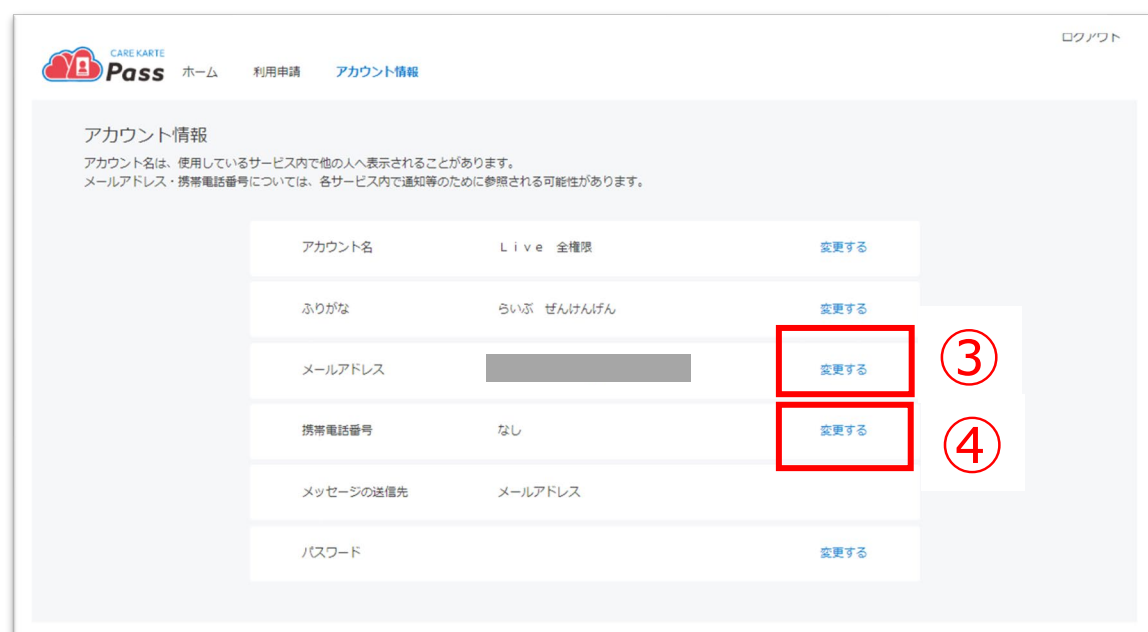 ログアウト
CARE KARTE
Pass ホーム 利用申請 アカウント情報
アカウント情報
アカウント名は、使用しているサービス内で他の人へ表示されることがあります。
メールアドレス・携帯電話番号については、各サービス内で通知等のために参照される可能性があります。
アカウント名 Ｌｉｖｅ　全権限 変更する
ふりがな らいぶ　ぜんけんげん 変更する
メールアドレス 変更する ③
携帯電話番号 なし 変更する ④
メッセージの送信先 メールアドレス
パスワード 変更する